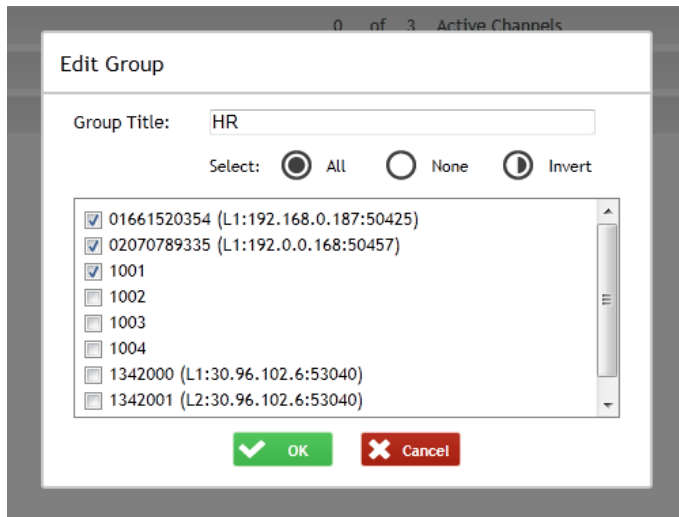 0 of 3 Active Channels
Edit Group
Group Title: HR
Select: All None Invert
01661520354 (L1:192.168.0.187:50425)
02070789335 (L1:192.0.0.168:50457)
1001
1002
1003
1004
1342000 (L1:30.96.102.6:53040)
1342001 (L2:30.96.102.6:53040)
OK Cancel